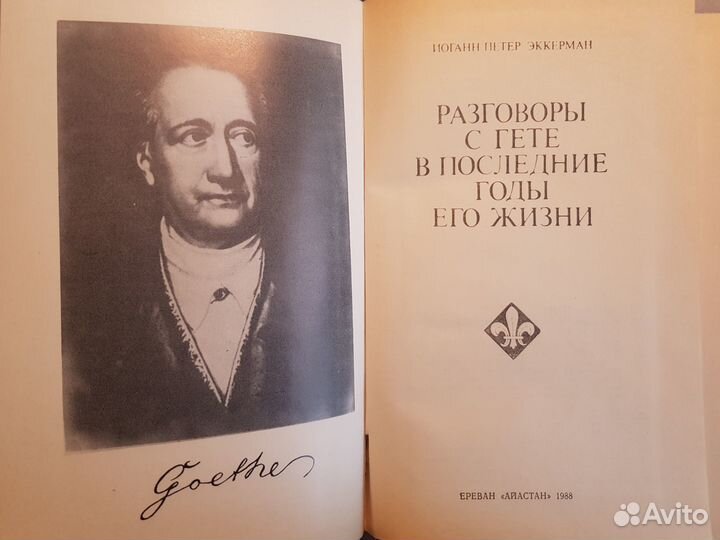 Goethe
ИОГАНН ПЕТЕР ЭККЕРМАН
РАЗГОВОРЫ
С ГЕТЕ
В ПОСЛЕДНИЕ
ГОДЫ
ЕГО ЖИЗНИ
ЕРЕВАН «АЙАСТАН» 1988
Avito